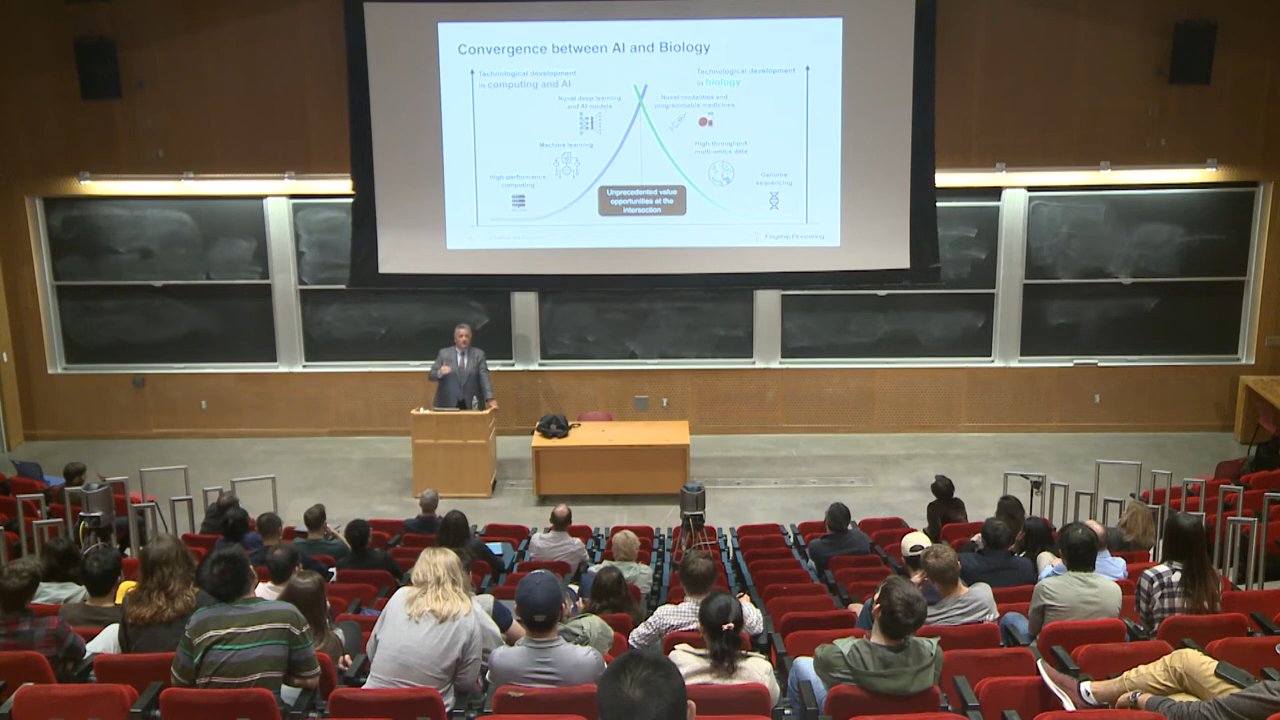 Convergence between AI and Biology
Technological development
in computing and AI
Technological development
in biology
Novel deep learning
and AI models
Novel modalities and
programmable medicines
Machine learning
High-throughput
multi-omics data
High-performance
computing
Genome
sequencing
Unprecedented value
opportunities at the
intersection
Flagship Pioneering